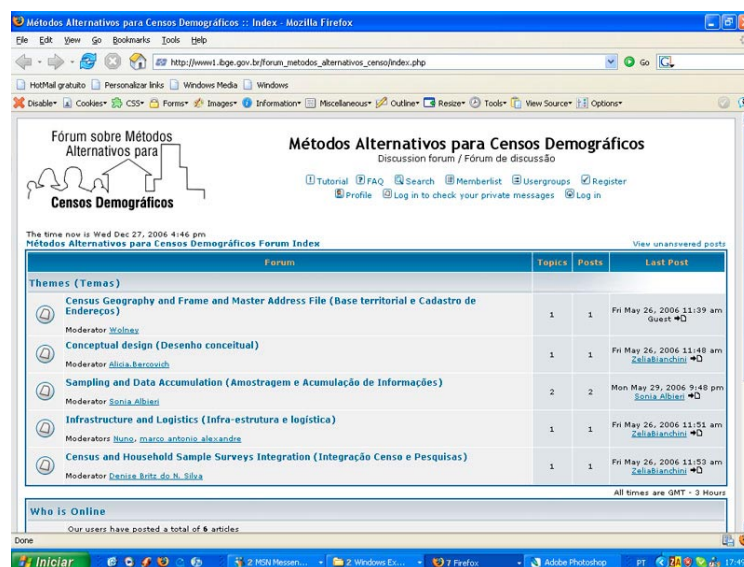 Métodos Alternativos para Censos Demográficos :: Index - Mozilla Firefox
File Edit View Go Bookmarks Tools Help
http://www1.ibge.gov.br/forum_metodos_alternativos_censo/index.php Go
HotMail gratuito Personalizar links Windows Media Windows
Disable Cookies CSS Forms Images Information Miscellaneous Outline Resize Tools View Source Options
Fórum sobre Métodos
Alternativos para
Censos Demográficos
Métodos Alternativos para Censos Demográficos
Discussion forum / Fórum de discussão
Tutorial FAQ Search Memberlist Usergroups Register
Profile Log in to check your private messages Log in
The time now is Wed Dec 27, 2006 4:46 pm
Métodos Alternativos para Censos Demográficos Forum Index View unanswered posts
Forum Topics Posts Last Post
Themes (Temas)
Census Geography and Frame and Master Address File (Base territorial e Cadastro de
Endereços)
Moderator Wolney
1 1 Fri May 26, 2006 11:39 am
Guest
Conceptual design (Desenho conceitual)
Moderator Alicia.Bercovich
1 1 Fri May 26, 2006 11:48 am
ZeliaBianchini
Sampling and Data Accumulation (Amostragem e Acumulação de Informações)
Moderator Sonia Albieri
2 2 Mon May 29, 2006 9:48 pm
Sonia Albieri
Infrastructure and Logistics (Infra-estrutura e logística)
Moderators Nuno, marco antonio alexandre
1 1 Fri May 26, 2006 11:51 am
ZeliaBianchini
Census and Household Sample Surveys Integration (Integração Censo e Pesquisas)
Moderator Denise Britz do N. Silva
1 1 Fri May 26, 2006 11:53 am
ZeliaBianchini
All times are GMT - 3 Hours
Who is Online
Our users have posted a total of 6 articles
Done
Iniciar 2 MSN Messen... 2 Windows Ex... 7 Firefox Adobe Photoshop PT